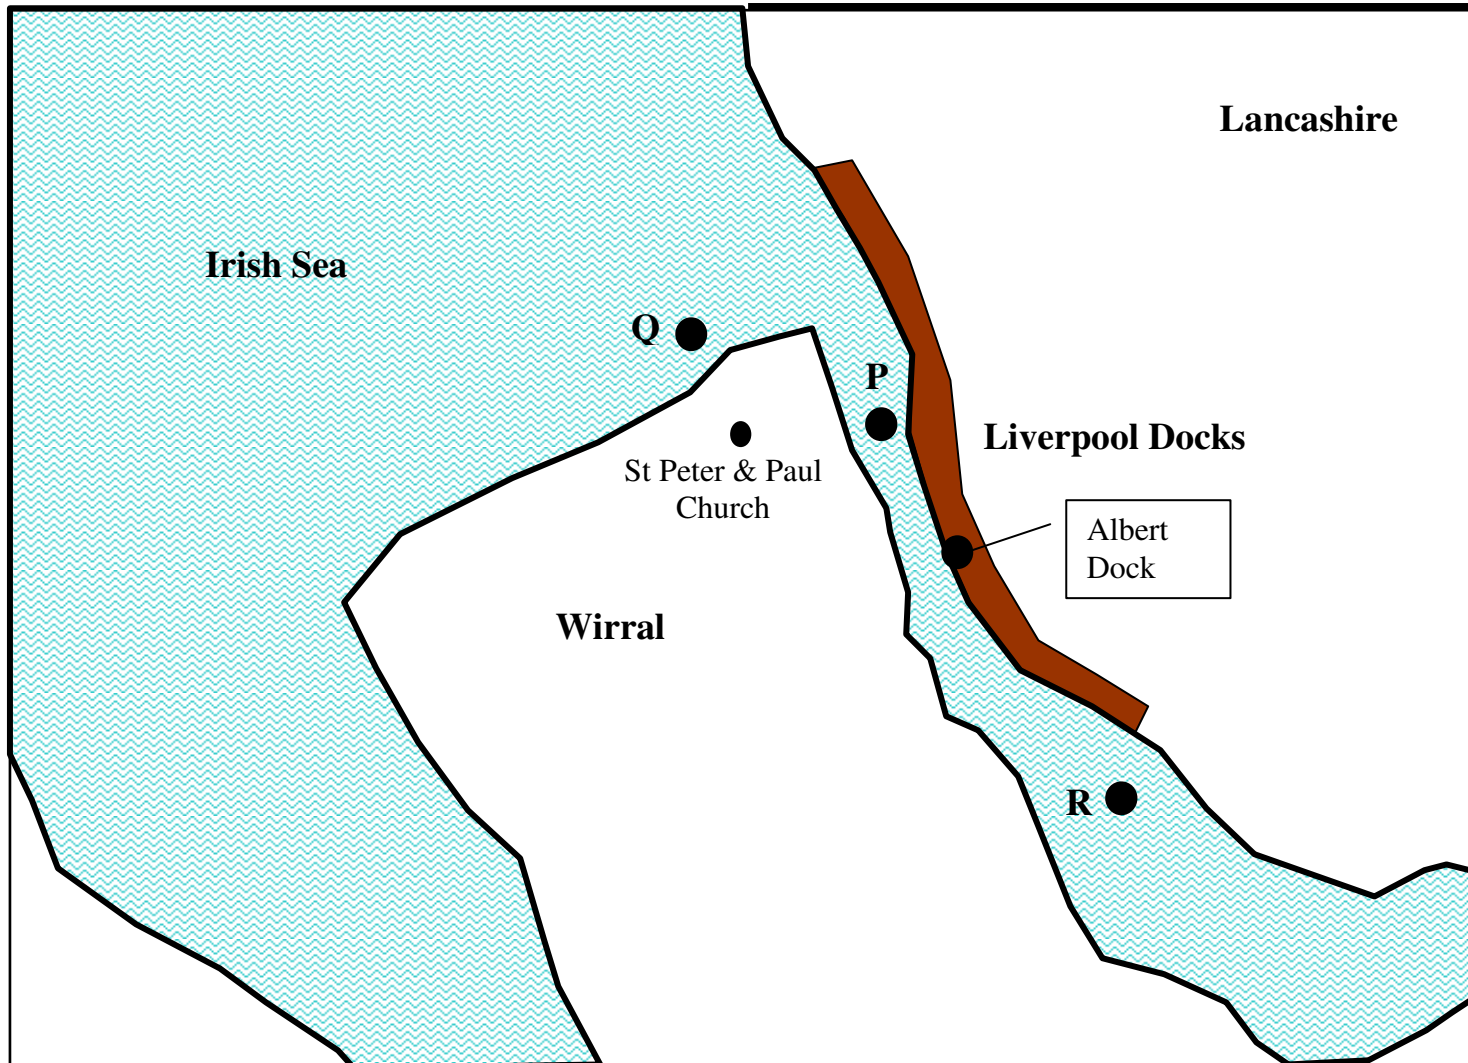 Lancashire
Irish Sea
Q
P
Liverpool Docks
St Peter & Paul
Church
Albert
Dock
Wirral
R